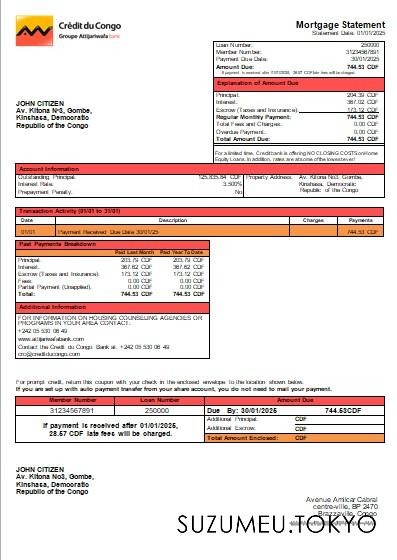 Crédit du Congo
Groupe Attijariwafa bank
Mortgage Statement
Statement Date: 01/01/2025
Loan Number: 250000
Member Number: 31234567891
Payment Due Date: 30/01/2025
Amount Due: 744.53 CDF
If payment is received after 01/01/2025, 28.57 CDF late fees will be charged.
Explanation of Amount Due
Principal: 204.39 CDF
Interest: 367.02 CDF
Escrow (Taxes and Insurance): 173.12 CDF
Regular Monthly Payment: 744.53 CDF
Total Fees and Charges: 0.00 CDF
Overdue Payment: 0.00 CDF
Total Amount Due: 744.53 CDF
For a limited time, Credit bank is offering NO CLOSING COSTS on Home
Equity Loans. In addition, rates are at some of the lowest ever!
JOHN CITIZEN
Av. Kitona Nº3, Gombe,
Kinshasa, Democratio
Republic of the Congo
Account Information
Outstanding Principal: 125,835.84 CDF
Interest Rate: 3.500%
Prepayment Penalty: No
Property Address: Av. Kitona No3, Gombe,
Kinshasa, Democratic
Republic of the Congo
Transaction Activity (01/01 to 31/01)
Date Description Charges Payments
01/01 Payment Received Due Date 30/01/25 744.53 CDF
Past Payments Breakdown
Paid Last Month Paid Year To Date
Principal: 203.79 CDF 203.79 CDF
Interest: 367.62 CDF 367.62 CDF
Escrow (Taxes and Insurance): 173.12 CDF 173.12 CDF
Fees: 0.00 CDF 0.00 CDF
Partial Payment (Unapplied): 0.00 CDF 0.00 CDF
Total: 744.53 CDF 744.53 CDF
Additional Information
FOR INFORMATION ON HOUSING COUNSELING AGENCIES OR
PROGRAMS IN YOUR AREA CONTACT:
+242 05 530 06 49
www.attijariwafabank.com
Contact the Credit du Congo Bank at. +242 05 530 06 49
crc@creditducongo.com
For prompt credit, return this coupon with your check in the enclosed envelope to the location shown below.
If you are set up with auto payment transfer from your share account, you do not need to mail your payment.
Member Number Loan Number Amount Due
31234567891 250000 Due By: 30/01/2025 744.53CDF
If payment is received after 01/01/2025,
28.57 CDF late fees will be charged.
Additional Principal: CDF
Additional Escrow: CDF
Total Amount Enclosed: CDF
JOHN CITIZEN
Av. Kitona No3, Gombe,
Kinshasa, Democratic
Republic of the Congo
Avenue Amilcar Cabral
centre-ville, BP 2470
Brazzaville, Congo
SUZUMEU.TOKYO